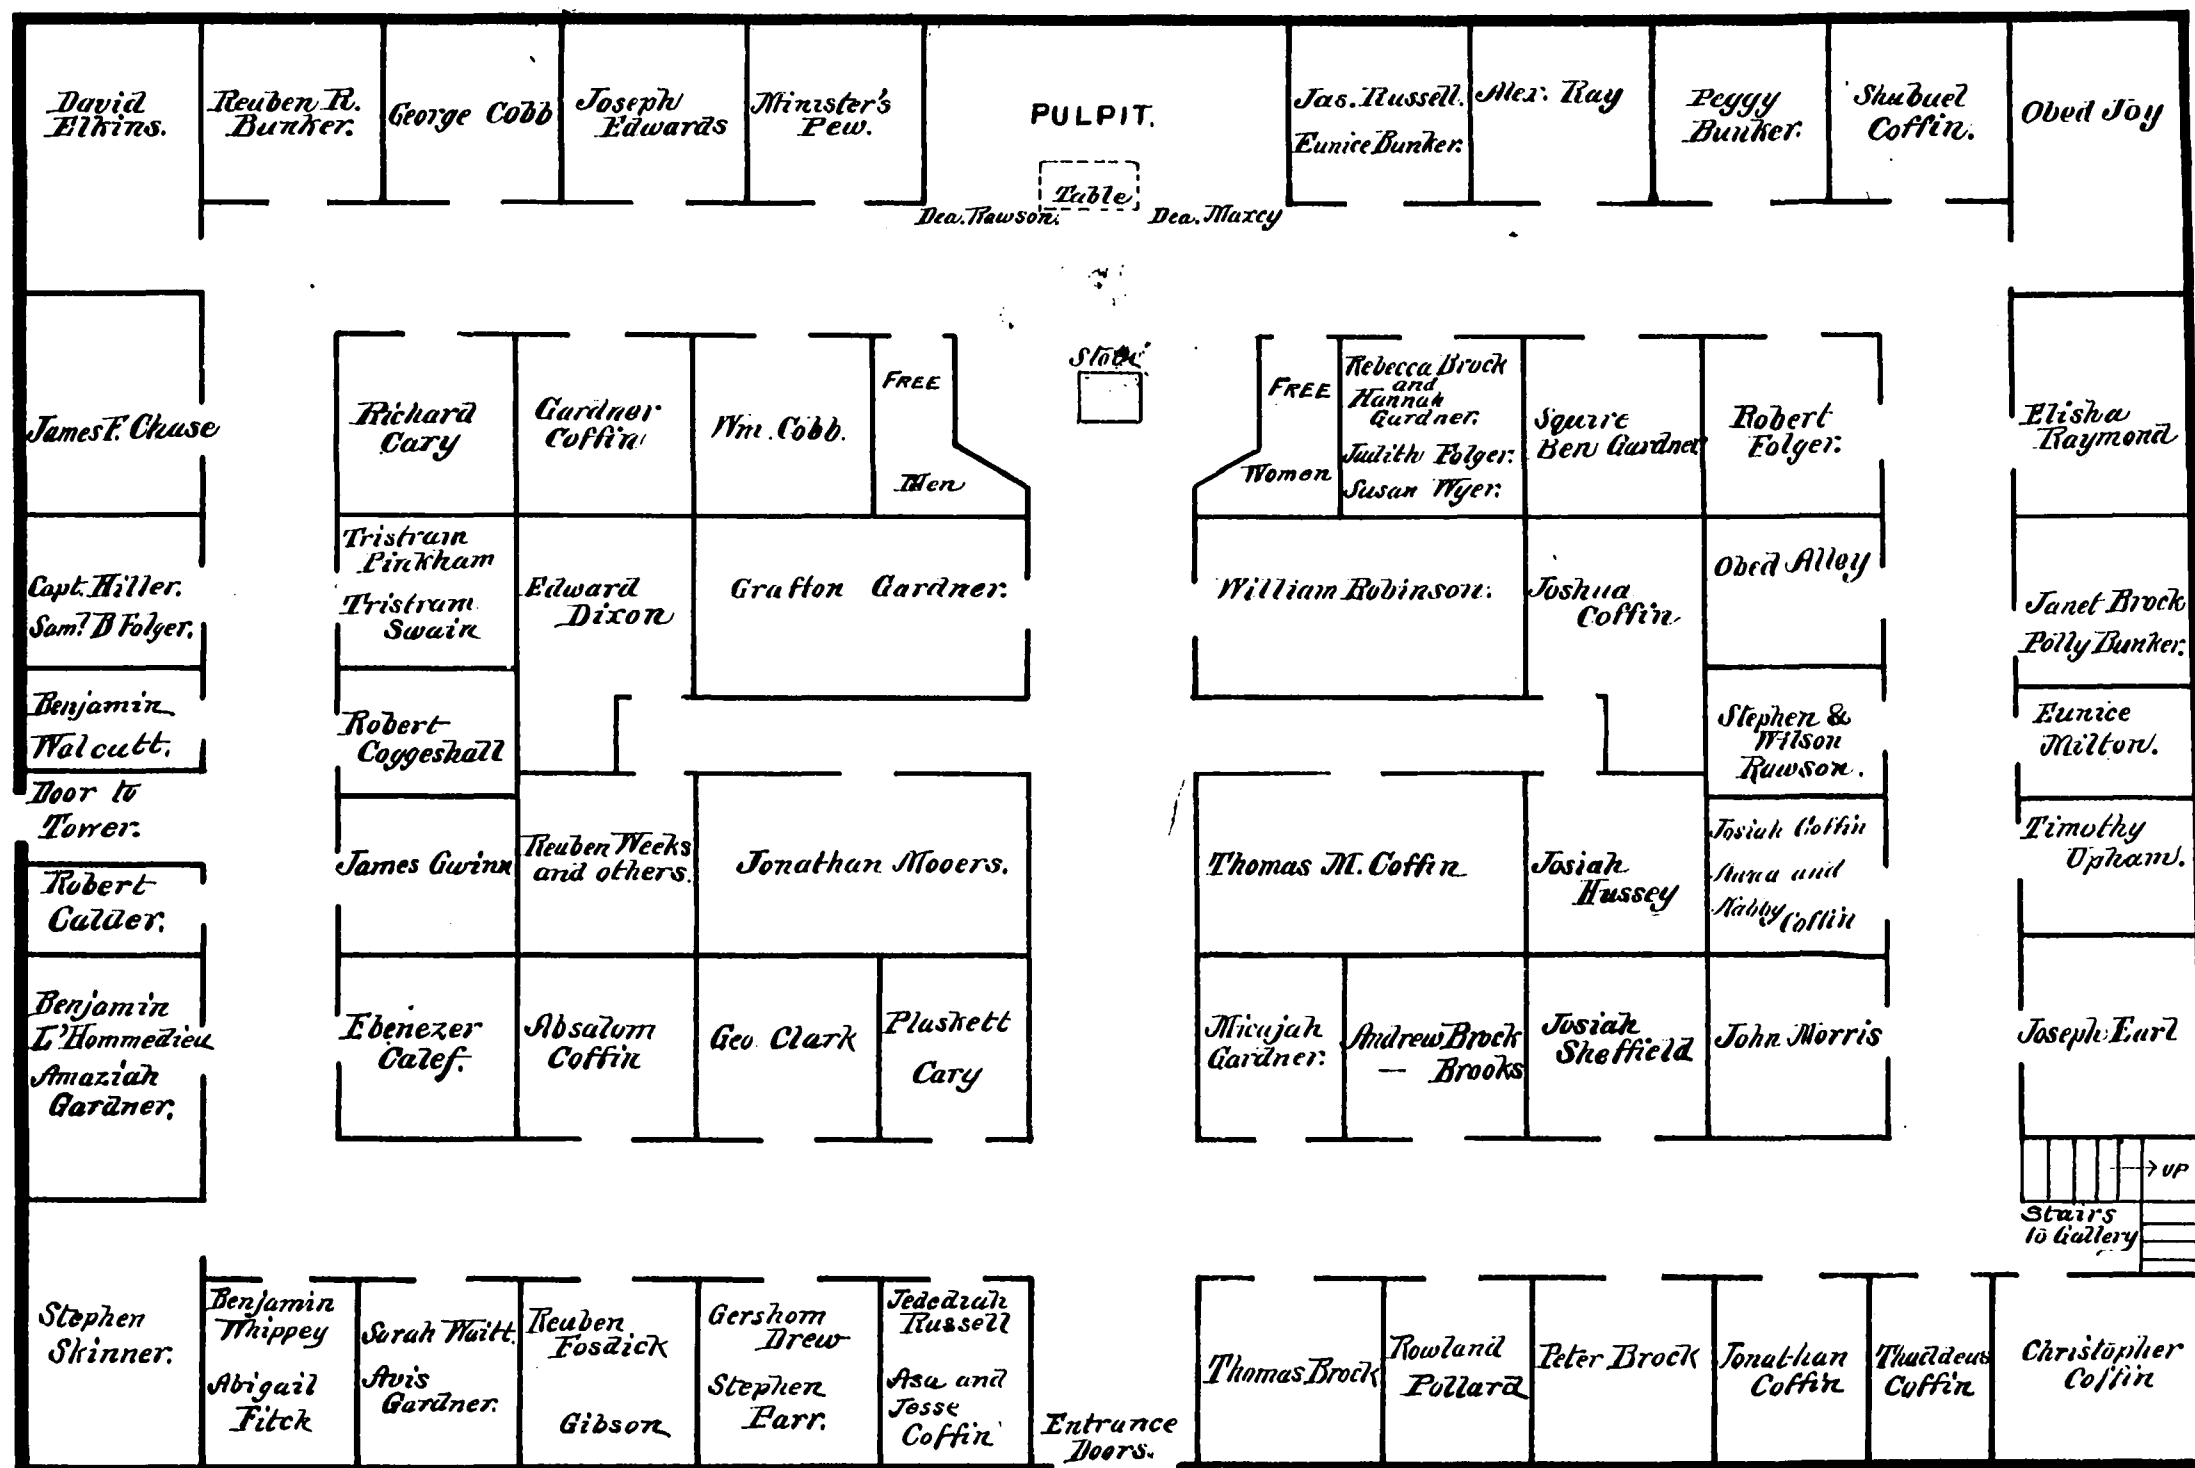 David
Elkins.
Reuben R.
Bunker.
George Cobb
Joseph
Edwards
Minister's
Pew.
PULPIT.
Table
Dea. Rawson.
Dea. Maxcy
Jas. Russell.
Eunice Bunker.
Alex. Ray
Peggy
Bunker.
Shubuel
Coffin.
Obed Joy
James F. Chase
Richard
Cary
Gardner
Coffin
Wm. Cobb.
FREE
Men
Stove
FREE
Women
Rebecca Brock
and
Hannah
Gardner.
Judith Folger.
Susan Wyer.
Squire
Ben Gardner
Robert
Folger.
Elisha
Raymond
Capt. Hiller.
Saml. B Folger.
Tristram
Pinkham
Tristram
Swain
Edward
Dixon
Grafton Gardner.
William Robinson.
Joshua
Coffin
Obed Alley
Janet Brock
Polly Bunker.
Benjamin
Walcutt.
Robert
Coggeshall
Stephen &
Wilson
Rawson.
Eunice
Milton.
Door to
Tower.
James Gwinn
Reuben Weeks
and others.
Jonathan Mooers.
Thomas M. Coffin
Josiah
Hussey
Josiah Coffin
Anna and
Nabby Coffin
Timothy
Upham.
Robert
Calder.
Benjamin
L'Hommedieu
Amaziah
Gardner.
Ebenezer
Calef.
Absalom
Coffin
Geo. Clark
Pluskett
Cary
Micajah
Gardner.
Andrew Brock
— Brooks
Josiah
Sheffield
John Morris
Joseph Earl
UP
Stairs
to Gallery
Stephen
Skinner.
Benjamin
Whippey
Abigail
Fitch
Sarah Waitt.
Avis
Gardner.
Reuben
Fosdick
Gibson
Gershom
Drew
Stephen
Parr.
Jedediah
Russell
Asa and
Jesse
Coffin
Entrance
Doors.
Thomas Brock
Rowland
Pollard
Peter Brock
Jonathan
Coffin
Thaddeus
Coffin
Christopher
Coffin